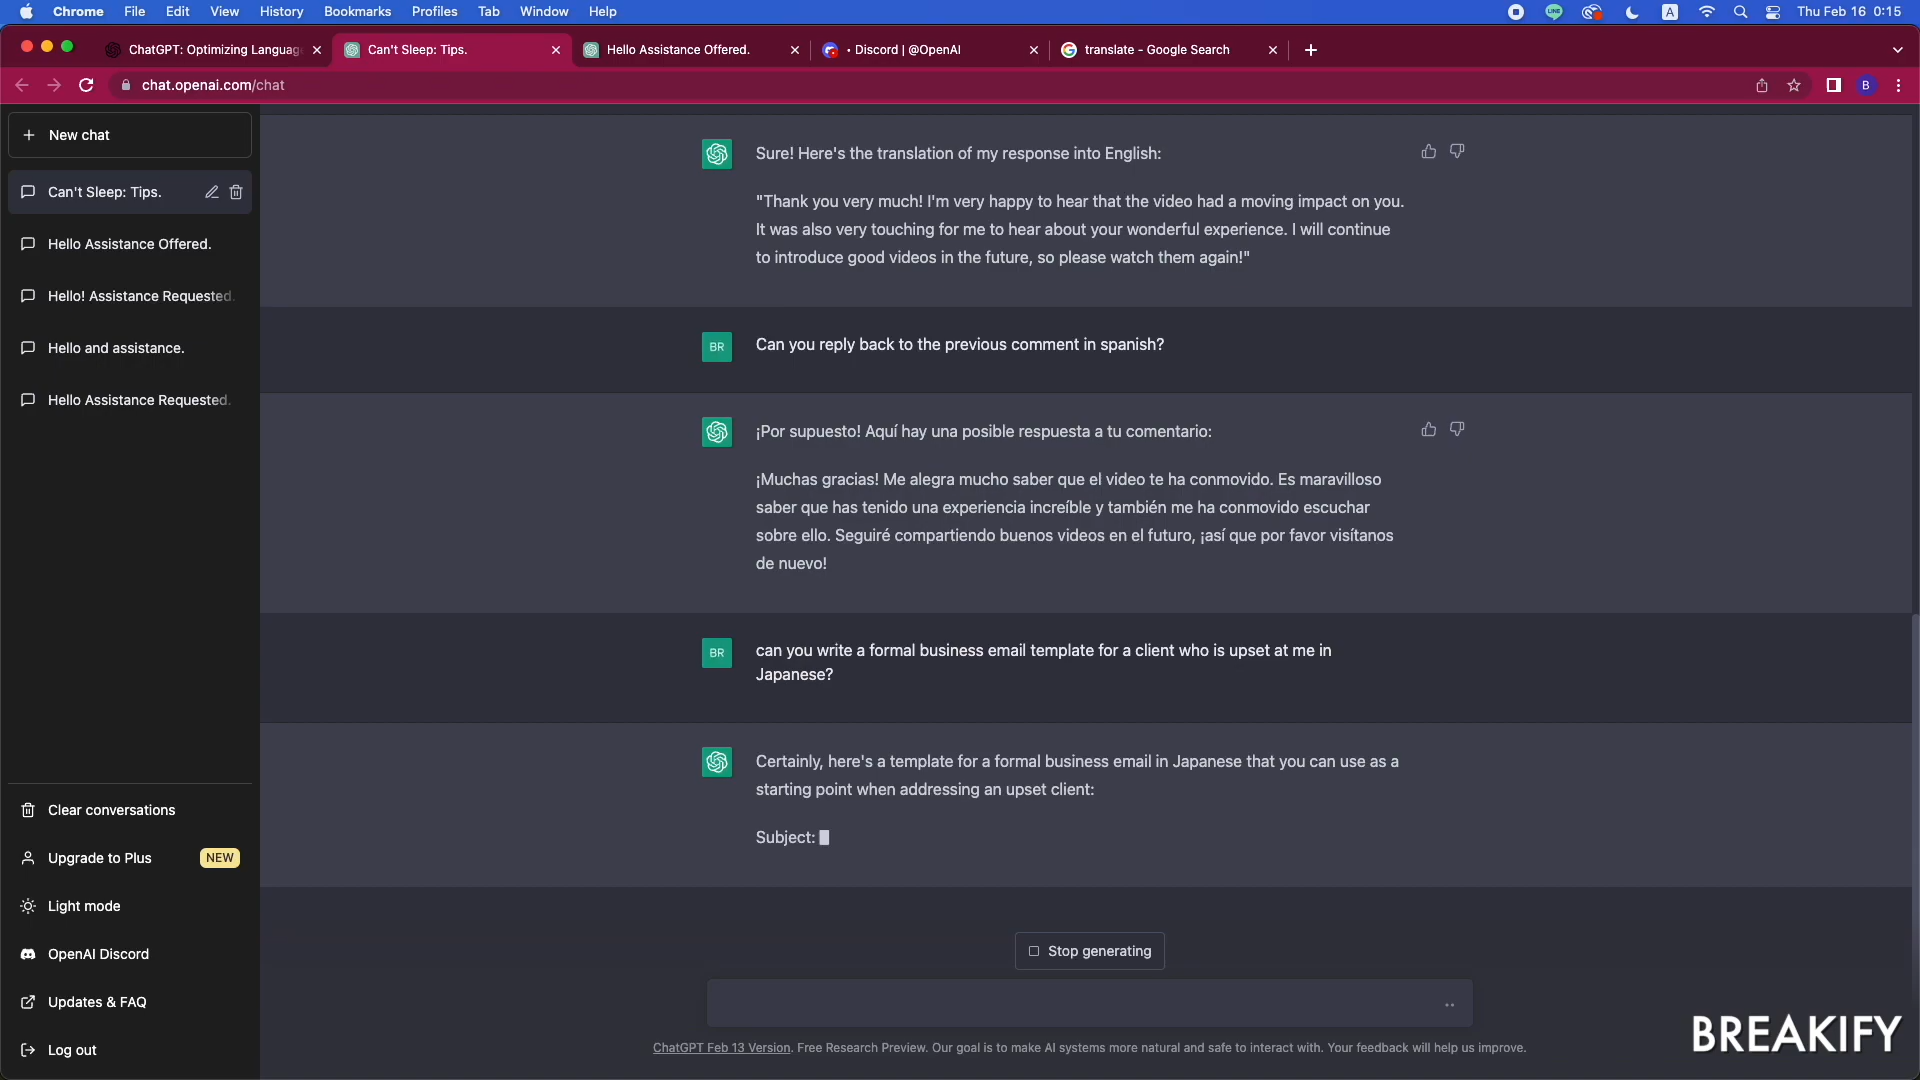 Chrome File Edit View History Bookmarks Profiles Tab Window Help
LINE
A
Thu Feb 16 0:15
ChatGPT: Optimizing Languag
Can't Sleep: Tips.
Hello Assistance Offered.
• Discord | @OpenAI
translate - Google Search
chat.openai.com/chat
B
New chat
Can't Sleep: Tips.
Hello Assistance Offered.
Hello! Assistance Requested.
Hello and assistance.
Hello Assistance Requested.
Clear conversations
Upgrade to Plus NEW
Light mode
OpenAI Discord
Updates & FAQ
Log out
Sure! Here's the translation of my response into English:
"Thank you very much! I'm very happy to hear that the video had a moving impact on you.
It was also very touching for me to hear about your wonderful experience. I will continue
to introduce good videos in the future, so please watch them again!"
BR
Can you reply back to the previous comment in spanish?
¡Por supuesto! Aquí hay una posible respuesta a tu comentario:
¡Muchas gracias! Me alegra mucho saber que el video te ha conmovido. Es maravilloso
saber que has tenido una experiencia increíble y también me ha conmovido escuchar
sobre ello. Seguiré compartiendo buenos videos en el futuro, ¡así que por favor visítanos
de nuevo!
BR
can you write a formal business email template for a client who is upset at me in
Japanese?
Certainly, here's a template for a formal business email in Japanese that you can use as a
starting point when addressing an upset client:
Subject:
Stop generating
ChatGPT Feb 13 Version. Free Research Preview. Our goal is to make AI systems more natural and safe to interact with. Your feedback will help us improve.
BREAKIFY